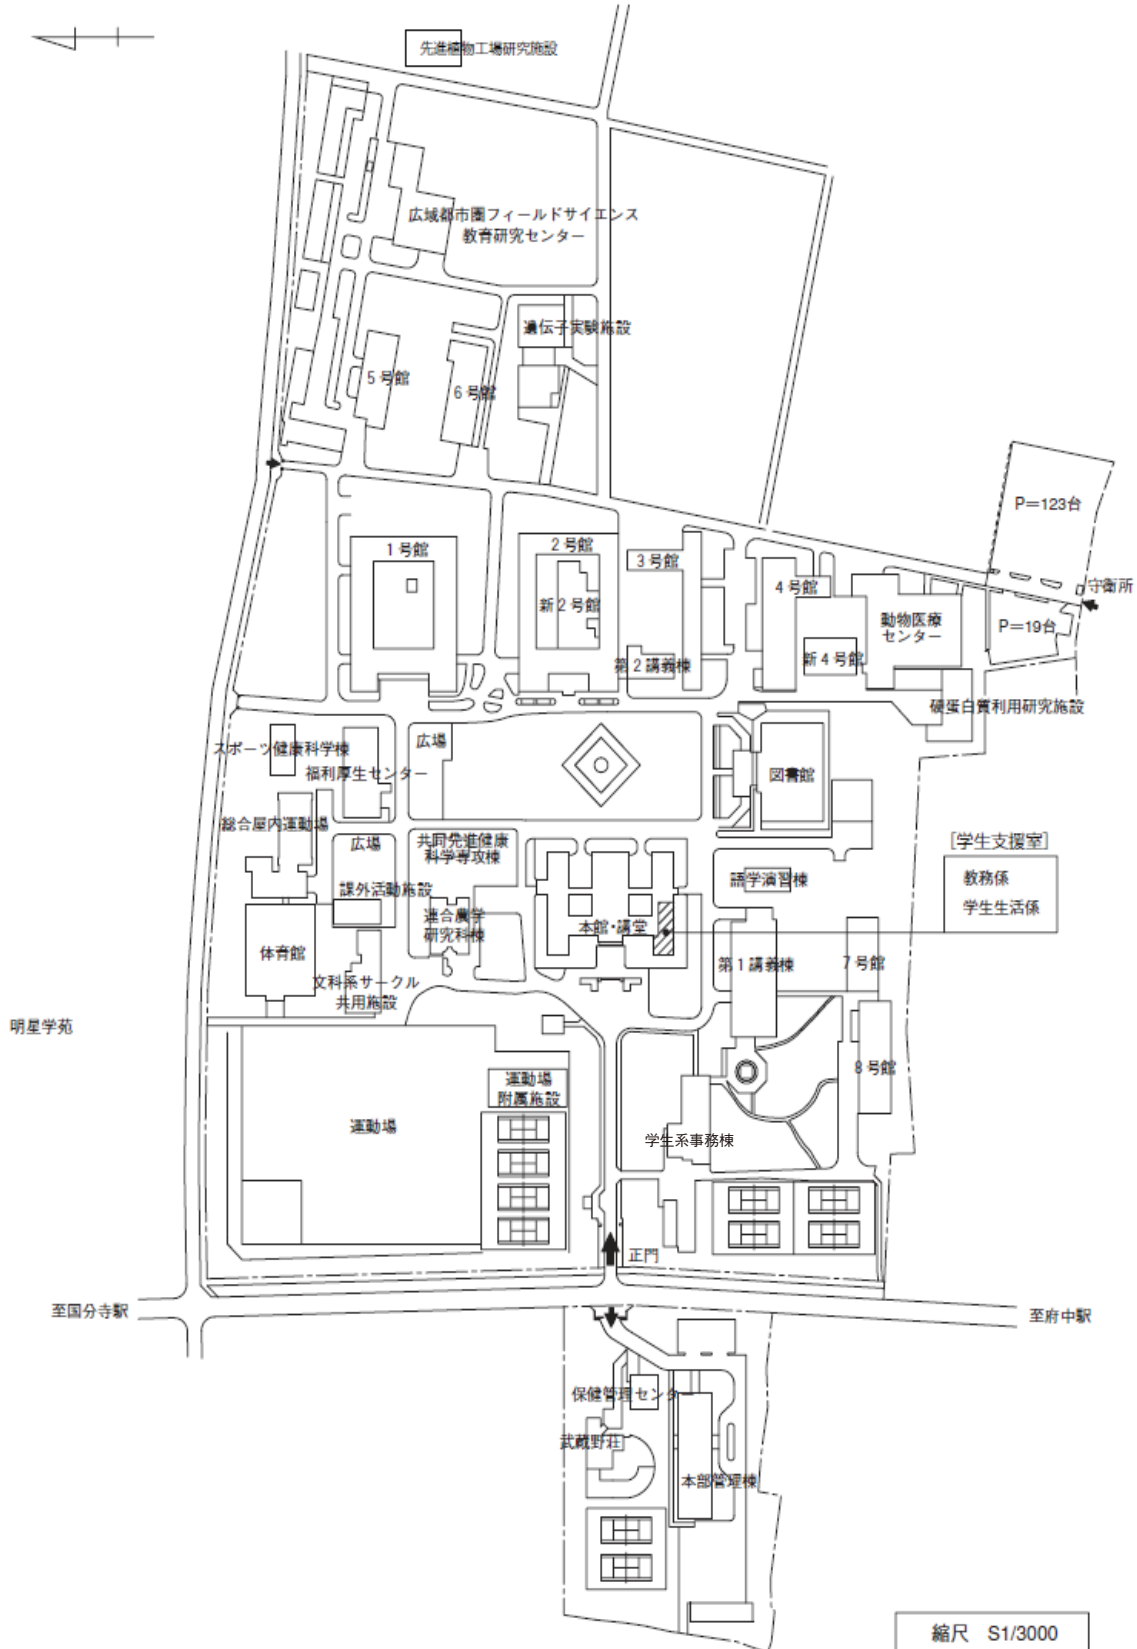 先進植物工場研究施設
広域都市圏フィールドサイエンス
教育研究センター
遺伝子実験施設
5号館
6号館
P=123台
1号館
2号館
3号館
新2号館
4号館
守衛所
動物医療
センター
P=19台
第2講義棟
新4号館
硬蛋白質利用研究施設
スポーツ健康科学棟
広場
福利厚生センター
図書館
総合屋内運動場
広場
共同先進健康
科学専攻棟
[学生支援室]
教務係
学生生活係
課外活動施設
語学演習棟
連合農学
研究科棟
本館・講堂
体育館
第1講義棟
7号館
文科系サークル
共用施設
明星学苑
8号館
運動場
附属施設
運動場
学生系事務棟
正門
至国分寺駅
至府中駅
保健管理センター
武蔵野荘
本部管理棟
縮尺 S1/3000